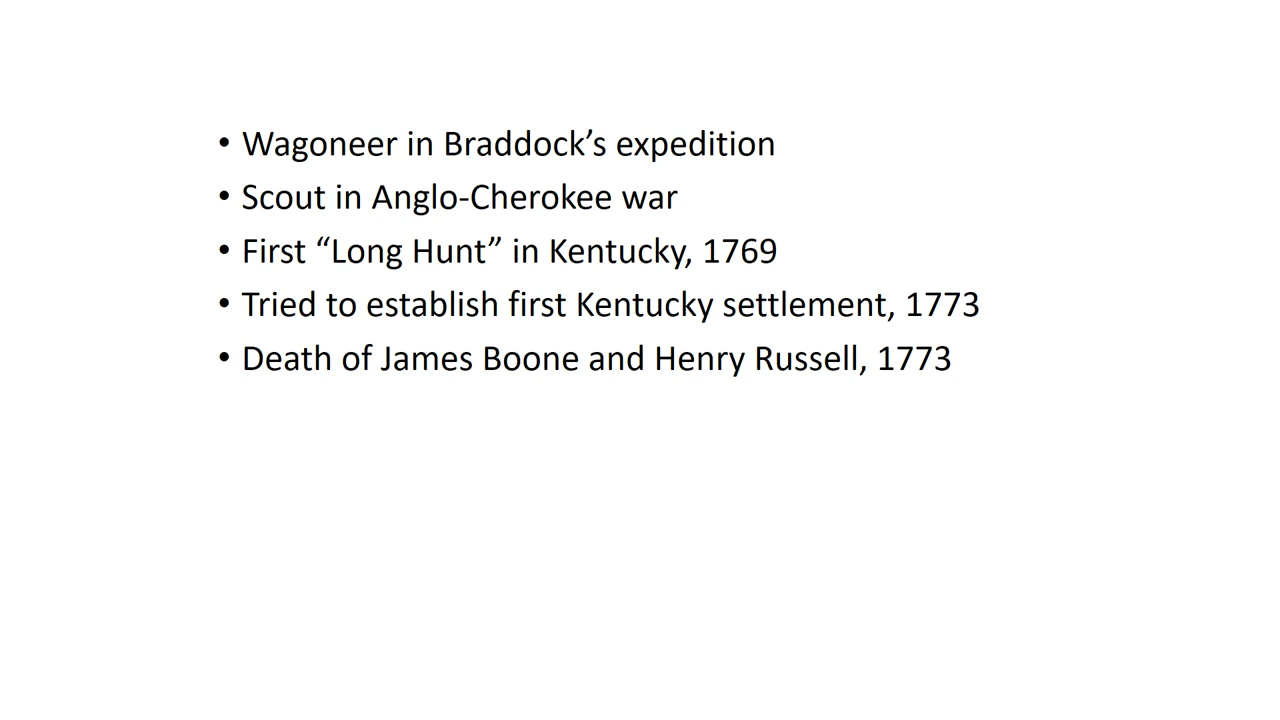 • Wagoneer in Braddock’s expedition
• Scout in Anglo-Cherokee war
• First “Long Hunt” in Kentucky, 1769
• Tried to establish first Kentucky settlement, 1773
• Death of James Boone and Henry Russell, 1773